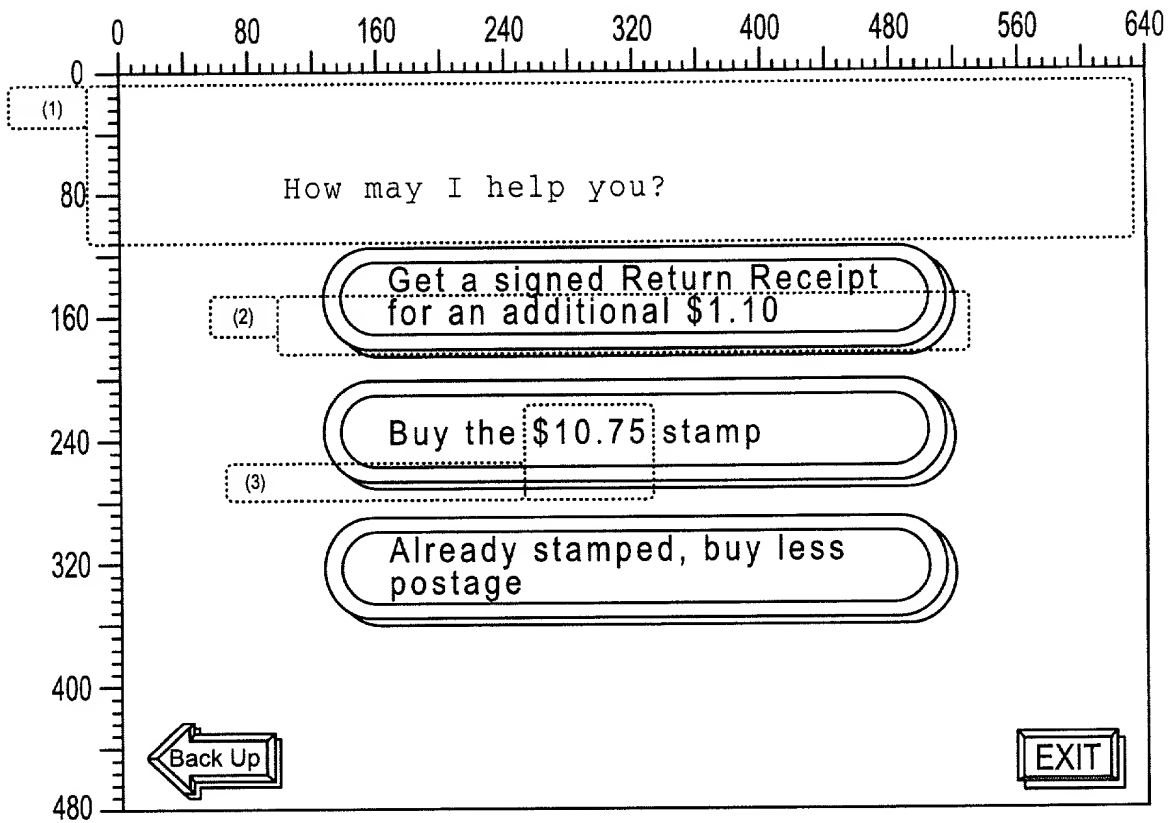 0 80 160 240 320 400 480 560 640
0
(1)
80
How may I help you?
Get a signed Return Receipt
160
(2)
for an additional $1.10
240
Buy the $10.75 stamp
(3)
320
Already stamped, buy less
postage
400
Back Up
EXIT
480